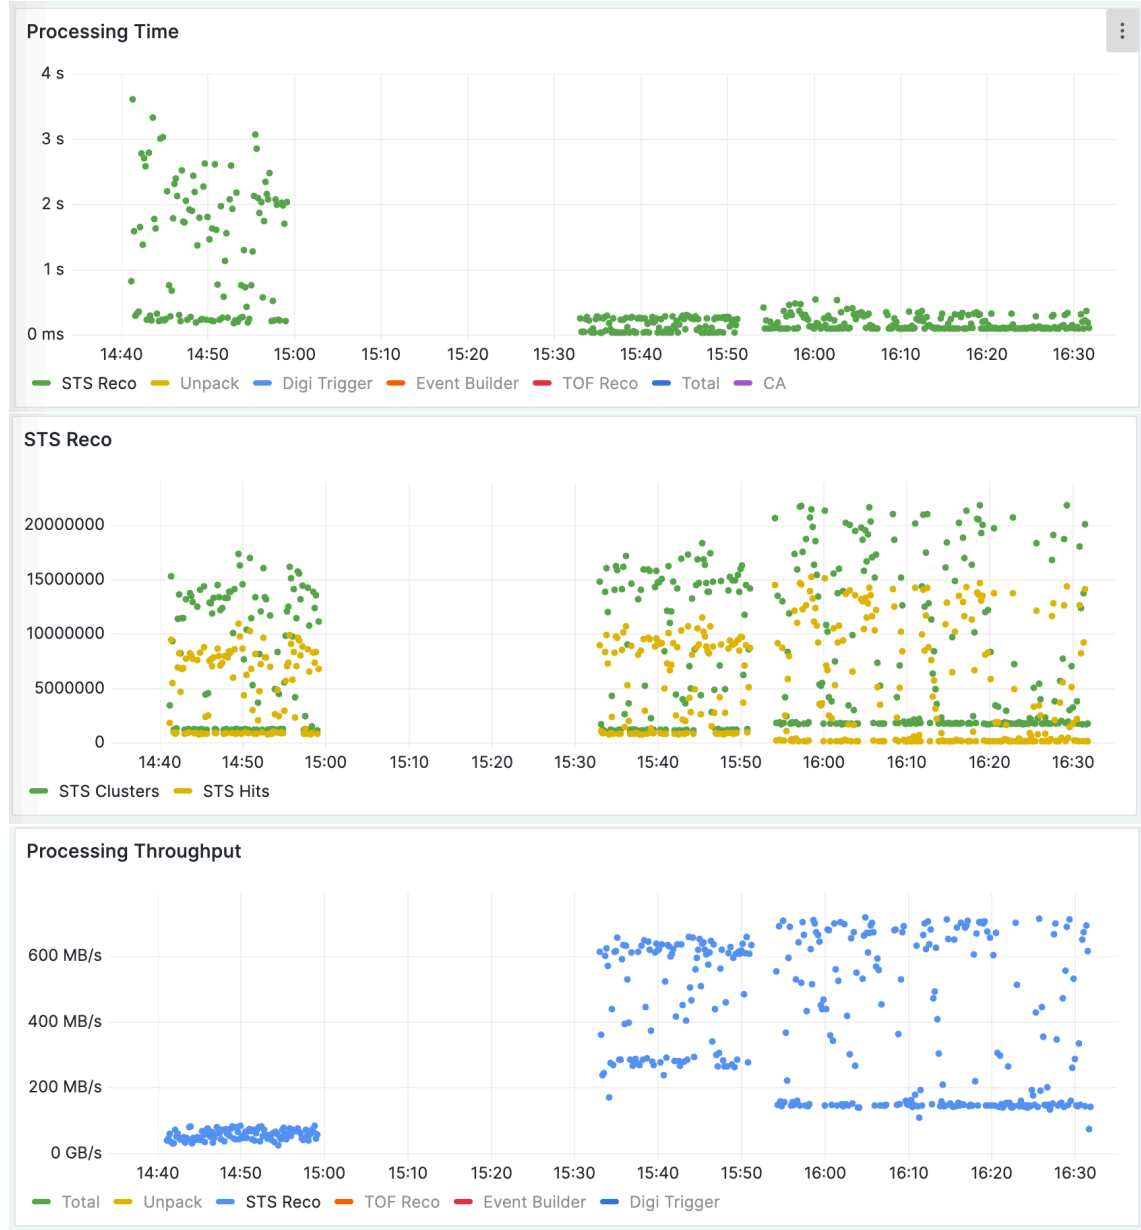 Processing Time
4 s
3 s
2 s
1 s
0 ms
14:40 14:50 15:00 15:10 15:20 15:30 15:40 15:50 16:00 16:10 16:20 16:30
STS Reco Unpack Digi Trigger Event Builder TOF Reco Total CA
STS Reco
20000000
15000000
10000000
5000000
0
14:40 14:50 15:00 15:10 15:20 15:30 15:40 15:50 16:00 16:10 16:20 16:30
STS Clusters STS Hits
Processing Throughput
600 MB/s
400 MB/s
200 MB/s
0 GB/s
14:40 14:50 15:00 15:10 15:20 15:30 15:40 15:50 16:00 16:10 16:20 16:30
Total Unpack STS Reco TOF Reco Event Builder Digi Trigger